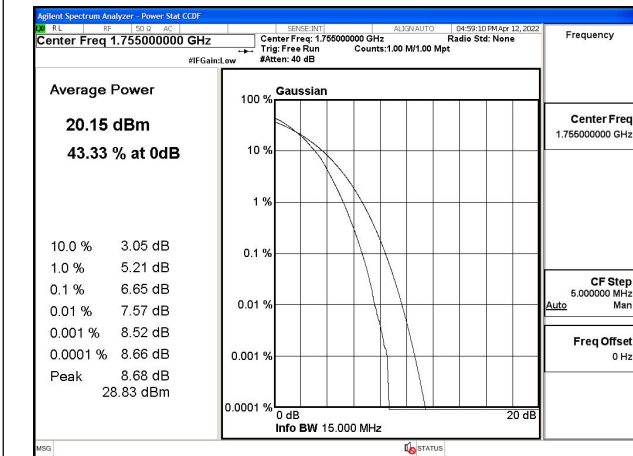 Agilent Spectrum Analyzer - Power Stat CCDF
LXI RL RF 50 Ω AC SENSE:INT ALIGN AUTO 04:59:10 PM Apr 12, 2022
Center Freq 1.755000000 GHz
#IFGain:Low
Center Freq: 1.755000000 GHz Radio Std: None
Trig: Free Run Counts:1.00 M/1.00 Mpt
#Atten: 40 dB
Frequency
Average Power
20.15 dBm
43.33 % at 0dB
10.0 % 3.05 dB
1.0 % 5.21 dB
0.1 % 6.65 dB
0.01 % 7.57 dB
0.001 % 8.52 dB
0.0001 % 8.66 dB
Peak 8.68 dB
28.83 dBm
Gaussian
100 %
10 %
1 %
0.1 %
0.01 %
0.001 %
0.0001 %
0 dB 20 dB
Info BW 15.000 MHz
Center Freq
1.755000000 GHz
CF Step
5.000000 MHz
Auto Man
Freq Offset
0 Hz
MSG STATUS